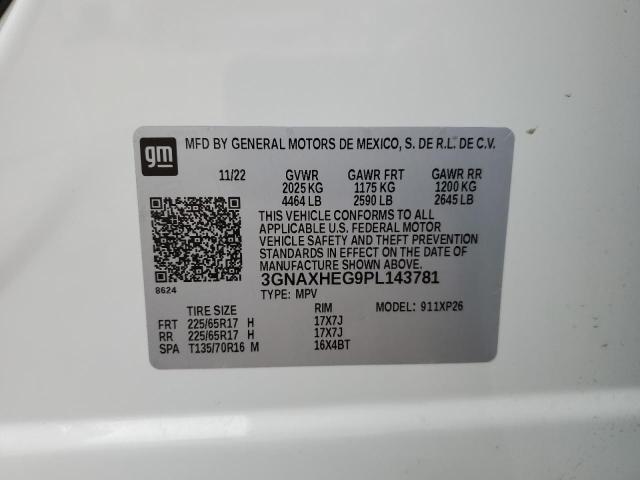 gm
MFD BY GENERAL MOTORS DE MEXICO, S. DE R.L. DE C.V.
11/22 GVWR GAWR FRT GAWR RR
2025 KG 1175 KG 1200 KG
4464 LB 2590 LB 2645 LB
THIS VEHICLE CONFORMS TO ALL
APPLICABLE U.S. FEDERAL MOTOR
VEHICLE SAFETY AND THEFT PREVENTION
STANDARDS IN EFFECT ON THE DATE OF
MANUFACTURE SHOWN ABOVE.
3GNAXHEG9PL143781
8624
TYPE: MPV
TIRE SIZE RIM MODEL: 911XP26
FRT 225/65R17 H 17X7J
RR 225/65R17 H 17X7J
SPA T135/70R16 M 16X4BT